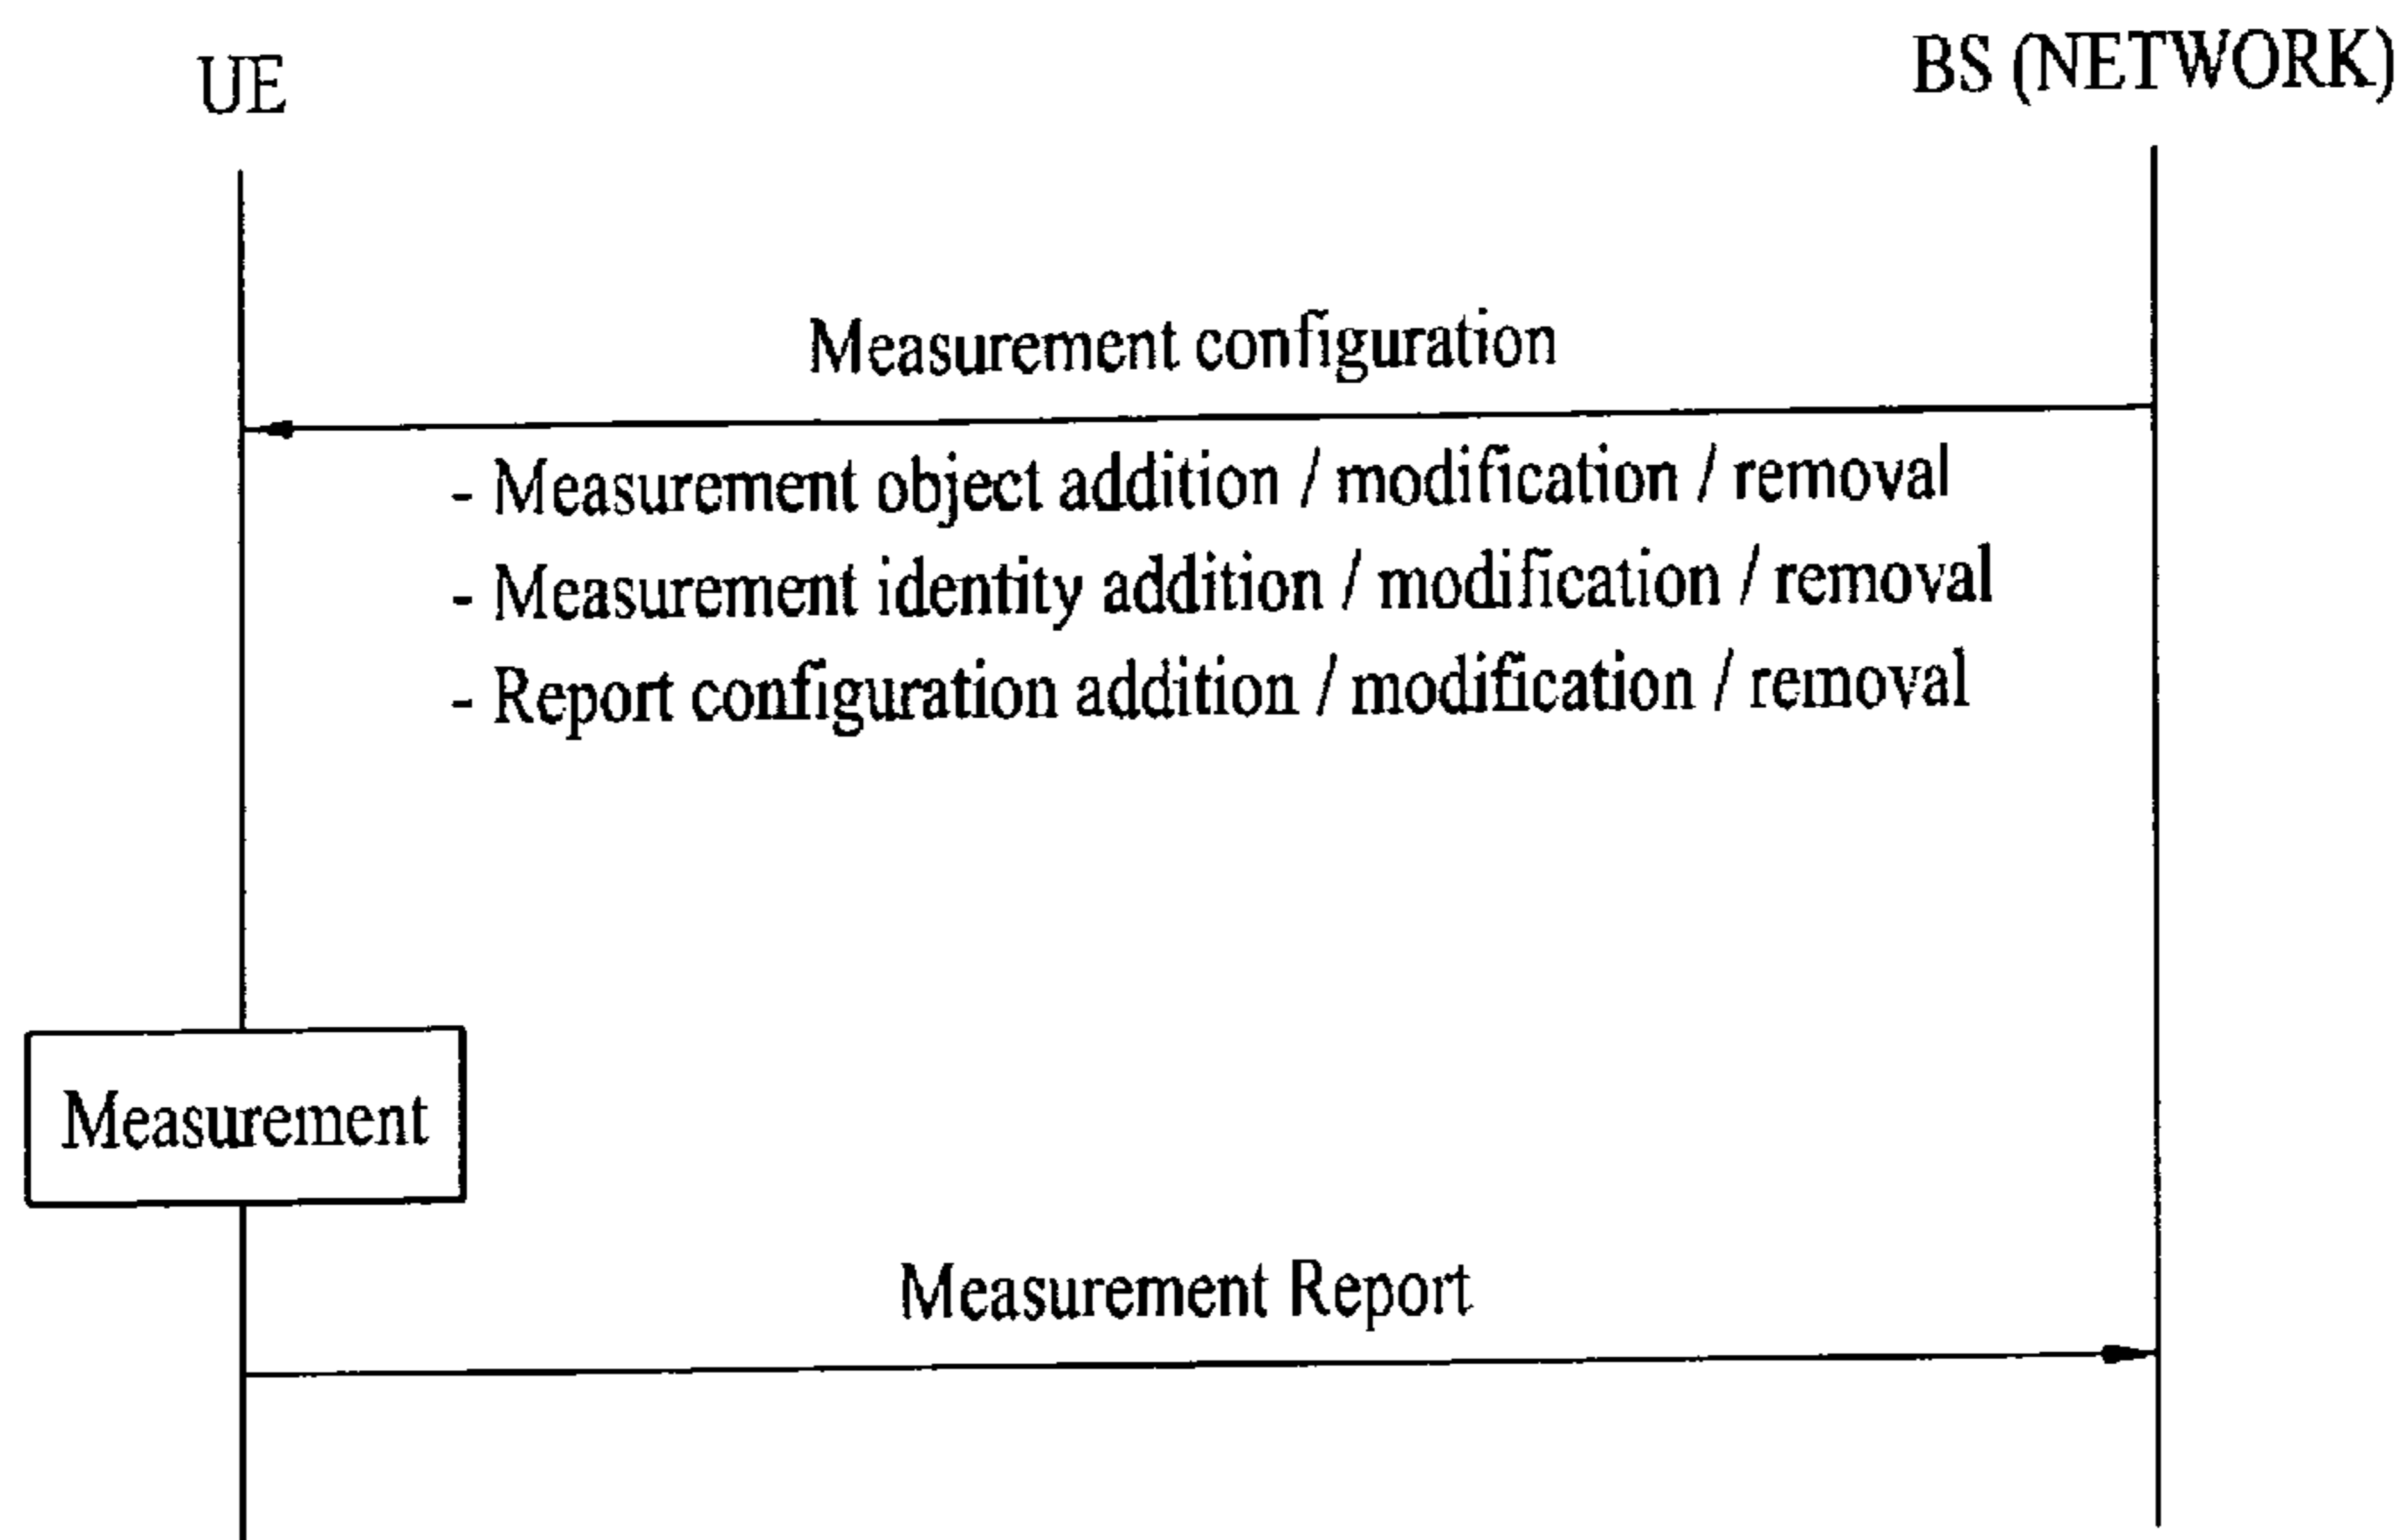 UE
BS (NETWORK)
Measurement configuration
- Measurement object addition / modification / removal
- Measurement identity addition / modification / removal
- Report configuration addition / modification / removal
Measurement
Measurement Report